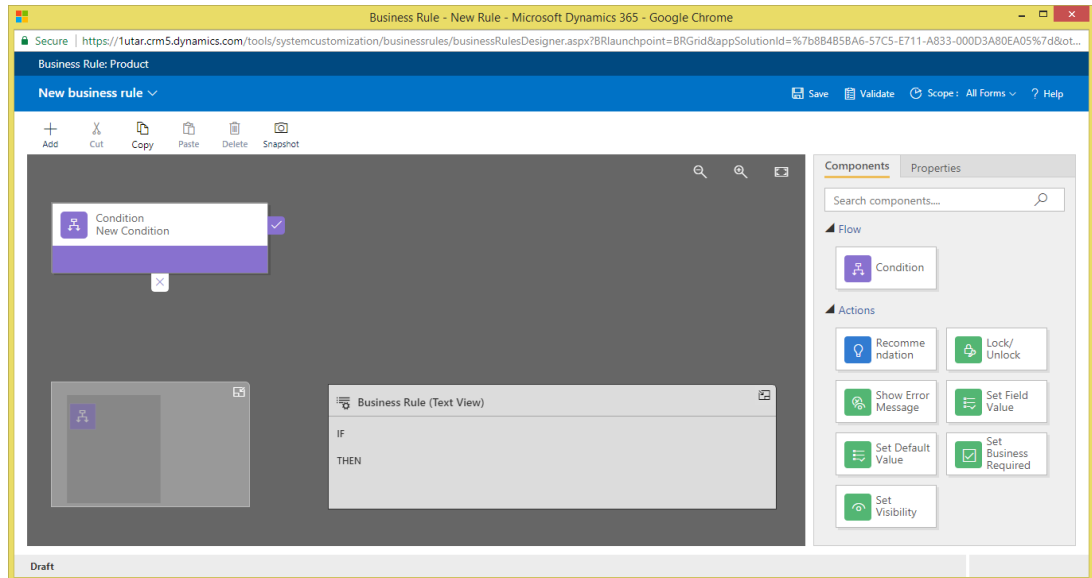 Business Rule - New Rule - Microsoft Dynamics 365 - Google Chrome
Secure | https://1utar.crm5.dynamics.com/tools/systemcustomization/businessrules/businessRulesDesigner.aspx?BRlaunchpoint=BRGrid&appSolutionId=%7b8B4B5BA6-57C5-E711-A833-000D3A80EA05%7d&ot...
Business Rule: Product
New business rule
Save Validate Scope : All Forms ? Help
Add Cut Copy Paste Delete Snapshot
Components Properties
Search components....
Condition
New Condition
Flow
Condition
Actions
Recomme
ndation
Lock/
Unlock
Show Error
Message
Set Field
Value
Set Default
Value
Set
Business
Required
Set
Visibility
Business Rule (Text View)
IF
THEN
Draft